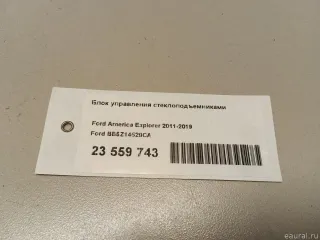 Блок управления стеклоподъемниками
Ford America Explorer 2011-2019
Ford BB5Z14529CA
23 559 743
eaural.ru